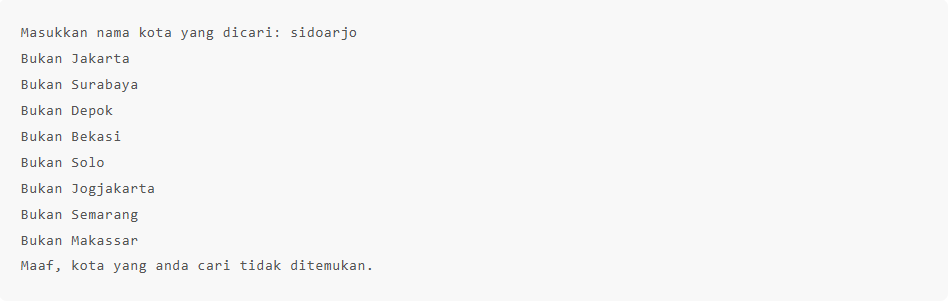 Masukkan nama kota yang dicari: sidoarjo
Bukan Jakarta
Bukan Surabaya
Bukan Depok
Bukan Bekasi
Bukan Solo
Bukan Jogjakarta
Bukan Semarang
Bukan Makassar
Maaf, kota yang anda cari tidak ditemukan.